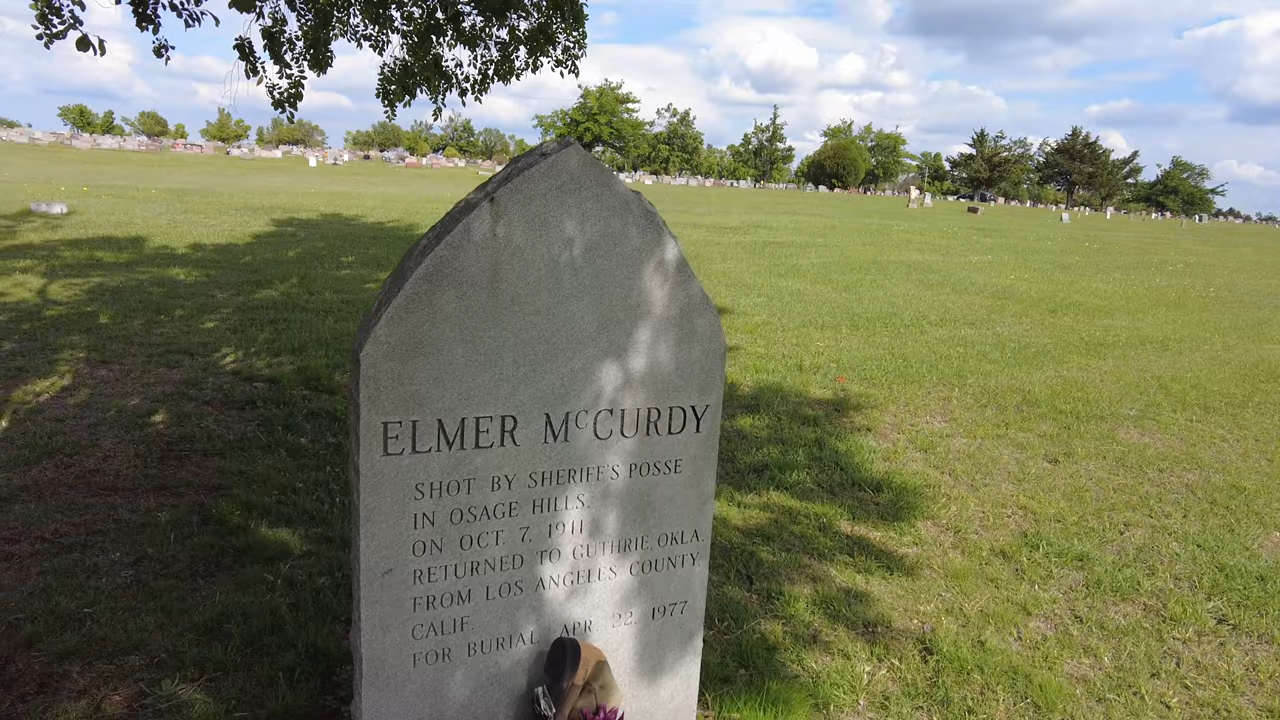 ELMER McCURDY
SHOT BY SHERIFF'S POSSE
IN OSAGE HILLS.
ON OCT. 7, 1911
RETURNED TO GUTHRIE, OKLA.
FROM LOS ANGELES COUNTY.
CALIF.
FOR BURIAL APR. 22, 1977